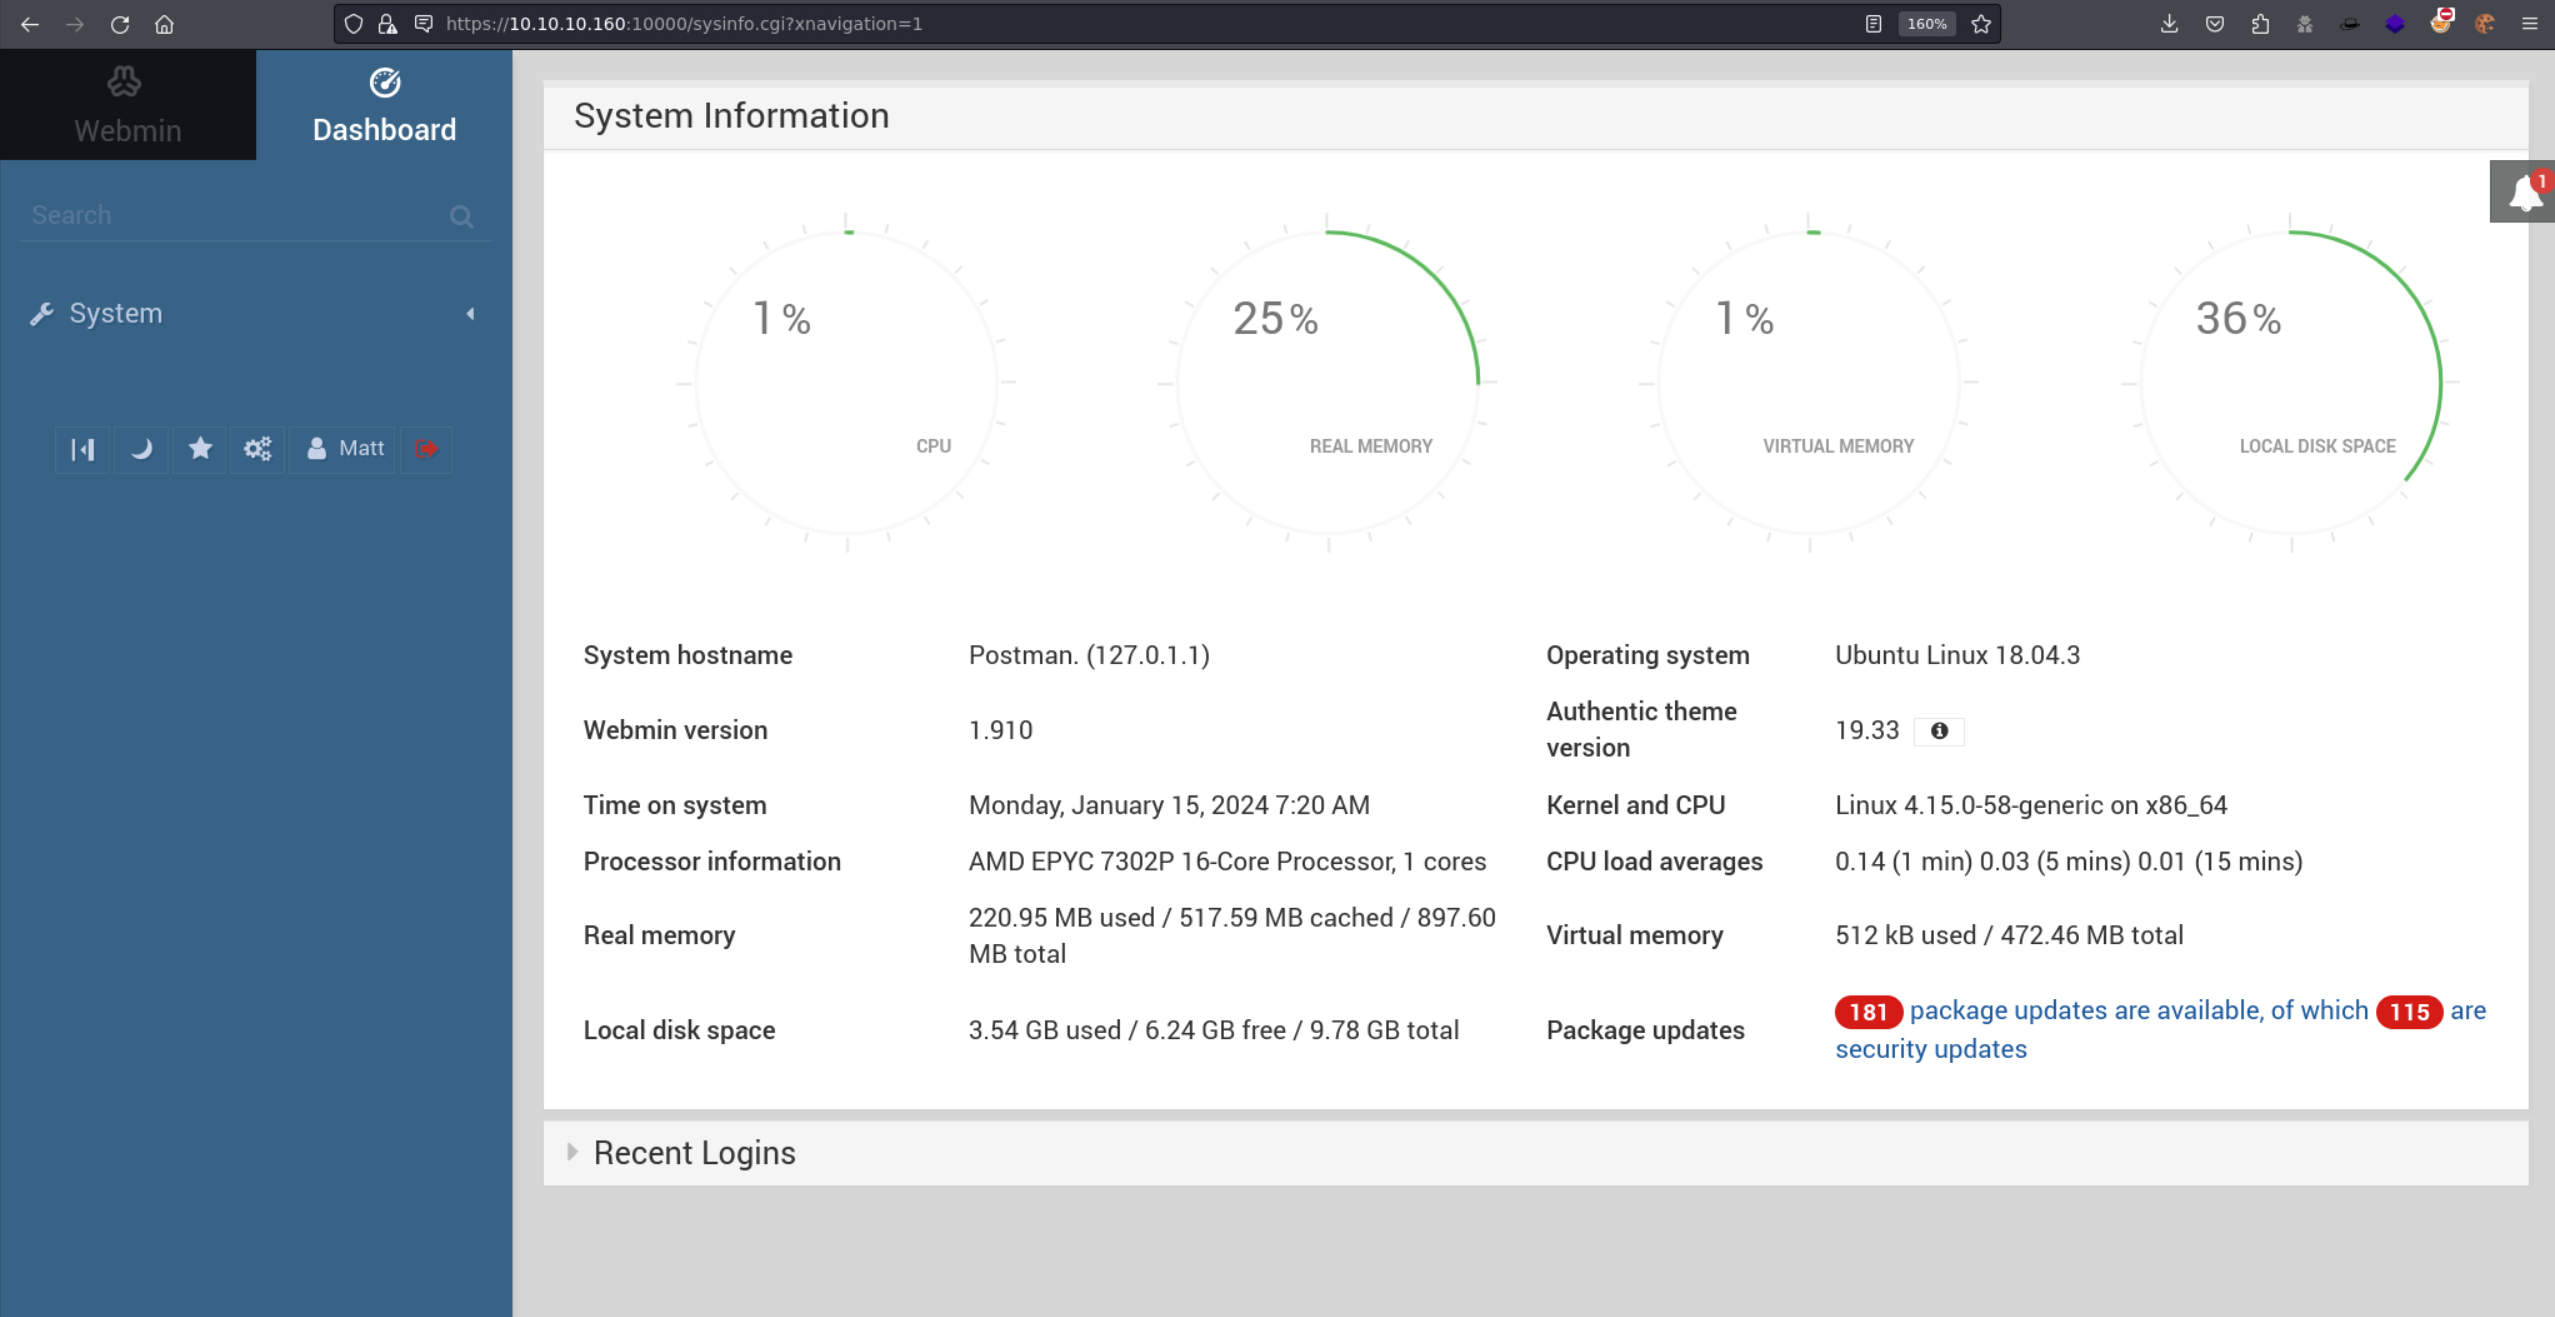 https://10.10.10.160:10000/sysinfo.cgi?xnavigation=1
160%
Webmin
Dashboard
Search
System
Matt
System Information
1
1%
CPU
25%
REAL MEMORY
1%
VIRTUAL MEMORY
36%
LOCAL DISK SPACE
System hostname
Postman. (127.0.1.1)
Operating system
Ubuntu Linux 18.04.3
Webmin version
1.910
Authentic theme
version
19.33
Time on system
Monday, January 15, 2024 7:20 AM
Kernel and CPU
Linux 4.15.0-58-generic on x86_64
Processor information
AMD EPYC 7302P 16-Core Processor, 1 cores
CPU load averages
0.14 (1 min) 0.03 (5 mins) 0.01 (15 mins)
Real memory
220.95 MB used / 517.59 MB cached / 897.60
MB total
Virtual memory
512 kB used / 472.46 MB total
Local disk space
3.54 GB used / 6.24 GB free / 9.78 GB total
Package updates
181 package updates are available, of which 115 are
security updates
Recent Logins